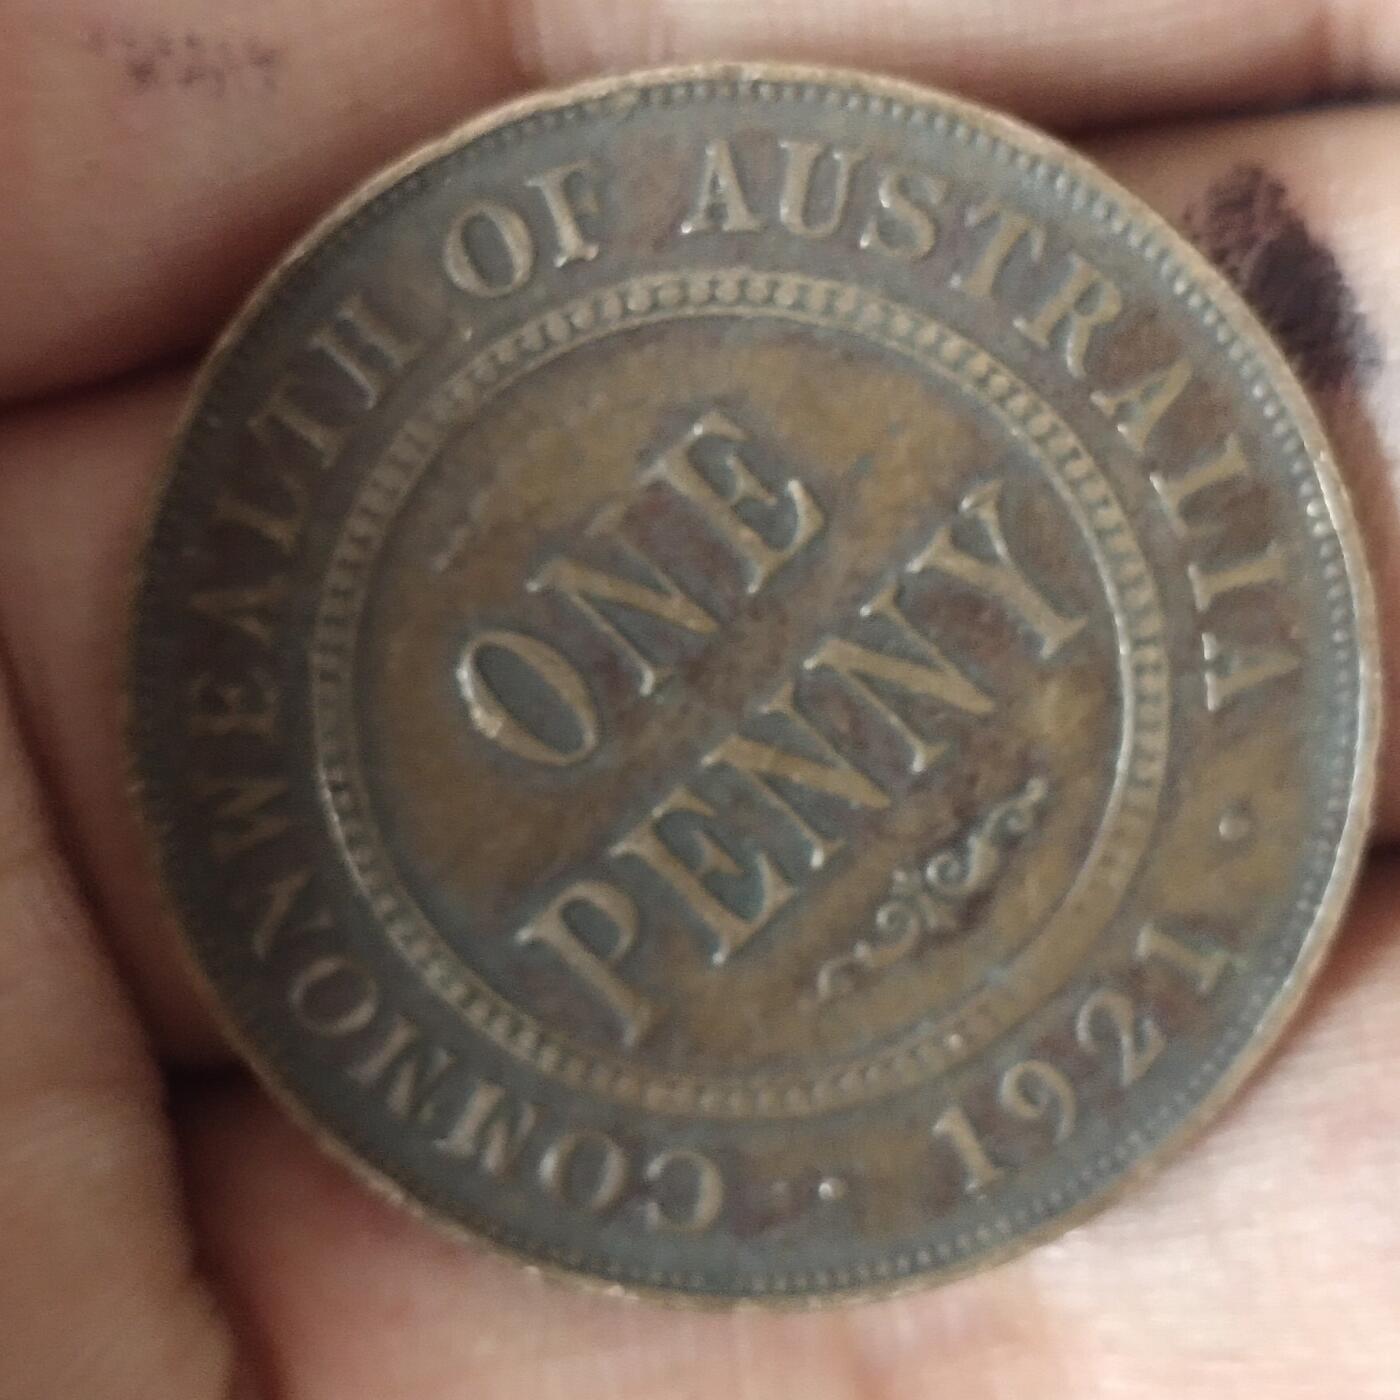 COMMONWEALTH OF AUSTRALIA
ONE
PENNY
· 1921 ·